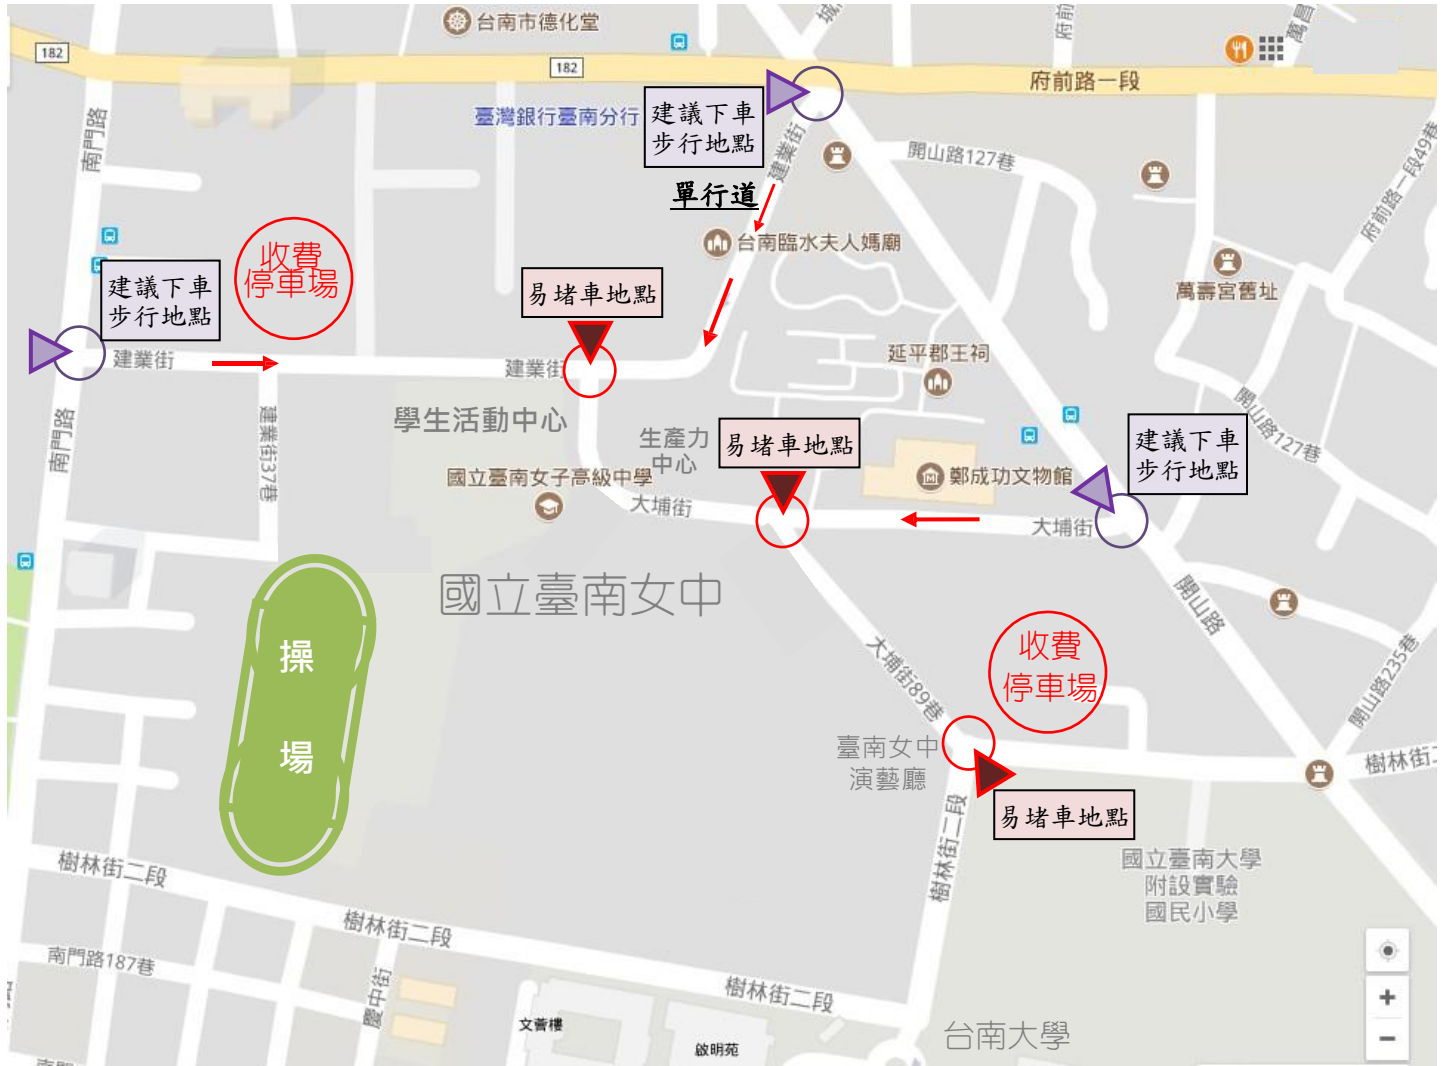 台南市德化堂
城
府前
萬昌
182
182
府前路一段
南門路
臺灣銀行臺南分行
建議下車
步行地點
建業街
開山路127巷
府前路一段49巷
單行道
收費
停車場
台南臨水夫人媽廟
建議下車
步行地點
易堵車地點
萬壽宮舊址
建業街
建業街
延平郡王祠
南門路
建業街37巷
學生活動中心
生產力
中心
易堵車地點
開山路127巷
建議下車
步行地點
國立臺南女子高級中學
鄭成功文物館
大埔街
大埔街
國立臺南女中
開山路
操
場
收費
停車場
大埔街89巷
開山路235巷
臺南女中
演藝廳
樹林街二
易堵車地點
樹林街二段
國立臺南大學
附設實驗
國民小學
樹林街二段
樹林街二段
南門路187巷
慶中街
樹林街二段
文薈樓
啟明苑
台南大學
+
−